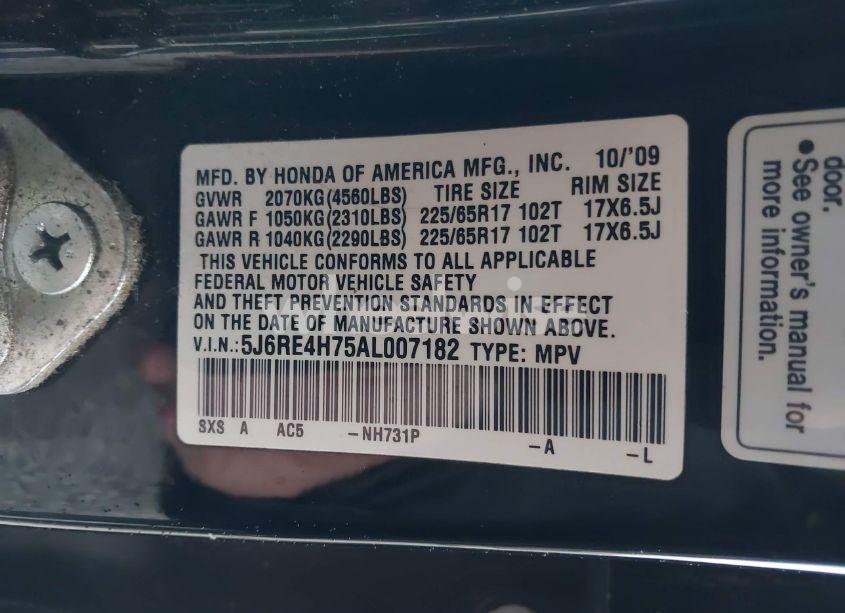 MFD. BY HONDA OF AMERICA MFG., INC. 10/'09
GVWR 2070KG(4560LBS) TIRE SIZE RIM SIZE
GAWR F 1050KG(2310LBS) 225/65R17 102T 17X6.5J
GAWR R 1040KG(2290LBS) 225/65R17 102T 17X6.5J
THIS VEHICLE CONFORMS TO ALL APPLICABLE
FEDERAL MOTOR VEHICLE SAFETY
AND THEFT PREVENTION STANDARDS IN EFFECT
ON THE DATE OF MANUFACTURE SHOWN ABOVE.
V.I.N.:5J6RE4H75AL007182 TYPE: MPV
SXS A AC5 -NH731P -A -L
door.
• See owner's manual for
more information.